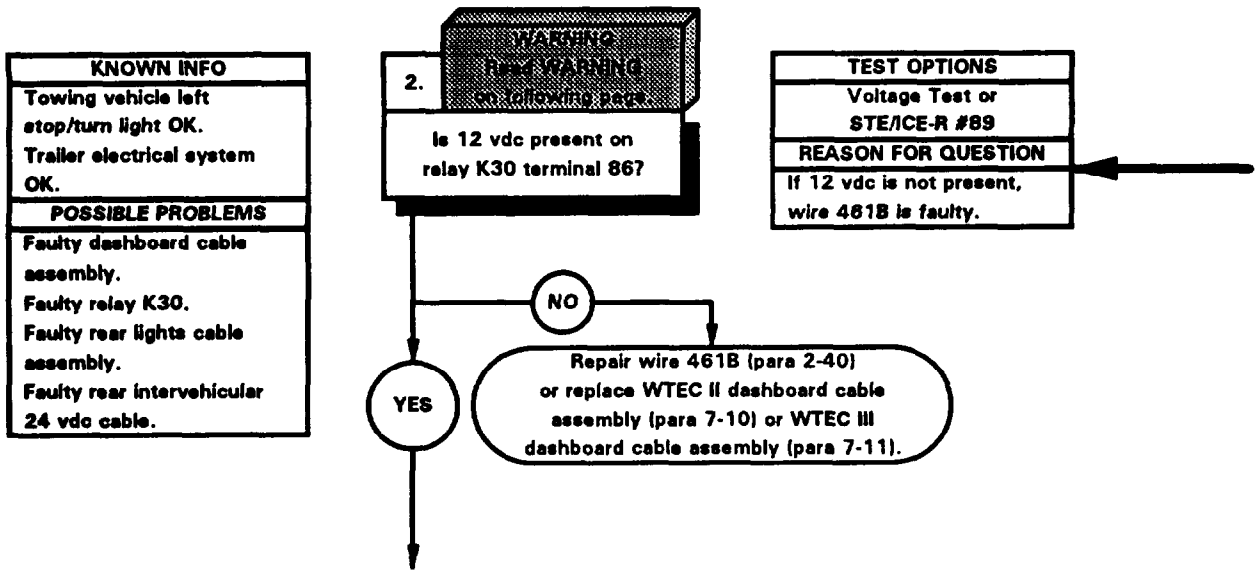 KNOWN INFO
Towing vehicle left
stop/turn light OK.
Trailer electrical system
OK.
POSSIBLE PROBLEMS
Faulty dashboard cable
assembly.
Faulty relay K30.
Faulty rear lights cable
assembly.
Faulty rear intervehicular
24 vdc cable.
WARNING
Read WARNING
on following page.
2.
Is 12 vdc present on
relay K30 terminal 86?
TEST OPTIONS
Voltage Test or
STE/ICE-R #89
REASON FOR QUESTION
If 12 vdc is not present,
wire 461B is faulty.
NO
YES
Repair wire 461B (para 2-40)
or replace WTEC II dashboard cable
assembly (para 7-10) or WTEC III
dashboard cable assembly (para 7-11).